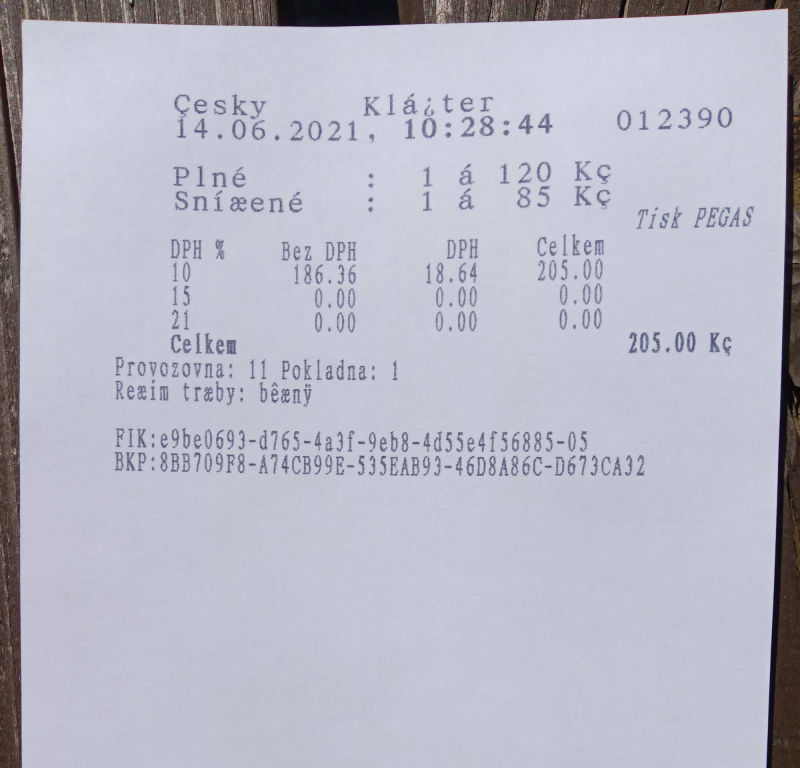 Çesky Klá¿ter
14.06.2021, 10:28:44 012390
Plné : 1 á 120 Kç
Sníæené : 1 á 85 Kç
Tisk PEGAS
DPH % Bez DPH DPH Celkem
10 186.36 18.64 205.00
15 0.00 0.00 0.00
21 0.00 0.00 0.00
Celkem 205.00 Kç
Provozovna: 11 Pokladna: 1
Reæim træby: bêænÿ
FIK:e9be0693-d765-4a3f-9eb8-4d55e4f56885-05
BKP:8BB709F8-A74CB99E-535EAB93-46D8A86C-D673CA32